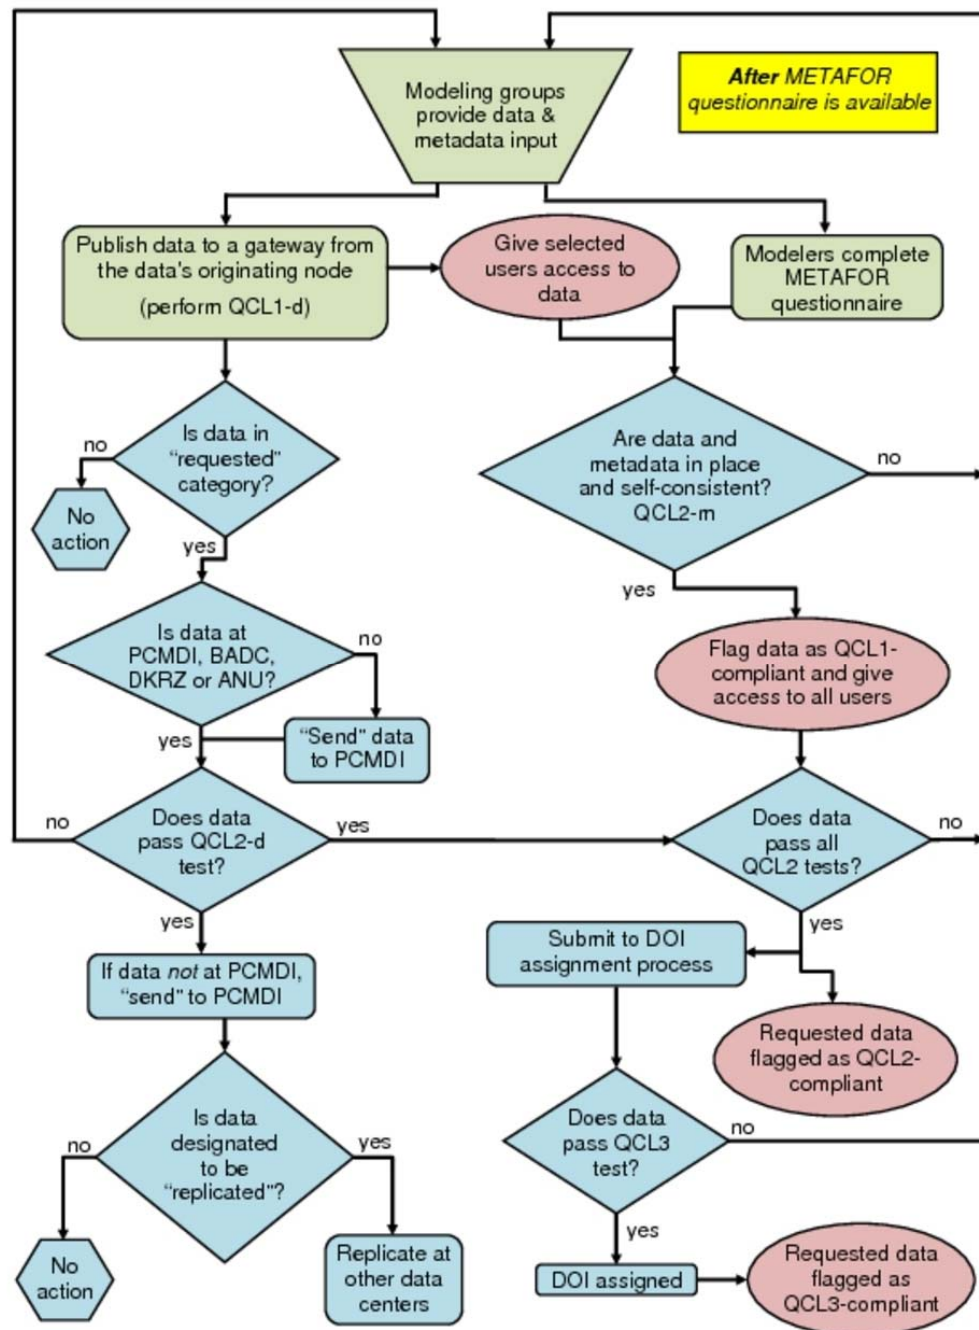 After METAFOR
questionnaire is available
Modeling groups
provide data &
metadata input
Publish data to a gateway from
the data's originating node
(perform QCL1-d)
Give selected
users access to
data
Modelers complete
METAFOR
questionnaire
Is data in
“requested”
category?
no
No
action
yes
Are data and
metadata in place
and self-consistent?
QCL2-m
no
yes
Is data at
PCMDI, BADC,
DKRZ or ANU?
no
yes
“Send” data
to PCMDI
Flag data as QCL1-
compliant and give
access to all users
Does data
pass QCL2-d
test?
no
yes
yes
Does data
pass all
QCL2 tests?
no
yes
If data not at PCMDI,
“send” to PCMDI
Submit to DOI
assignment process
Requested data
flagged as QCL2-
compliant
Is data
designated
to be
“replicated”?
no
yes
No
action
Replicate at
other data
centers
Does data
pass QCL3
test?
no
yes
DOI assigned
Requested data
flagged as
QCL3-compliant